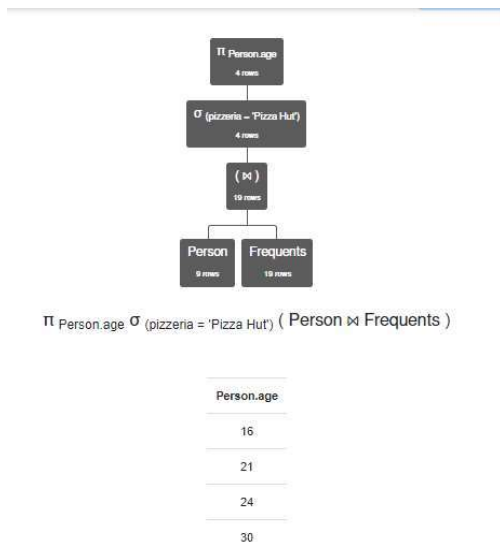 π Person.age
4 rows
σ (pizzeria = 'Pizza Hut')
4 rows
( ⋈ )
19 rows
Person
9 rows
Frequents
19 rows
π Person.age σ (pizzeria = 'Pizza Hut') ( Person ⋈ Frequents )
Person.age
16
21
24
30